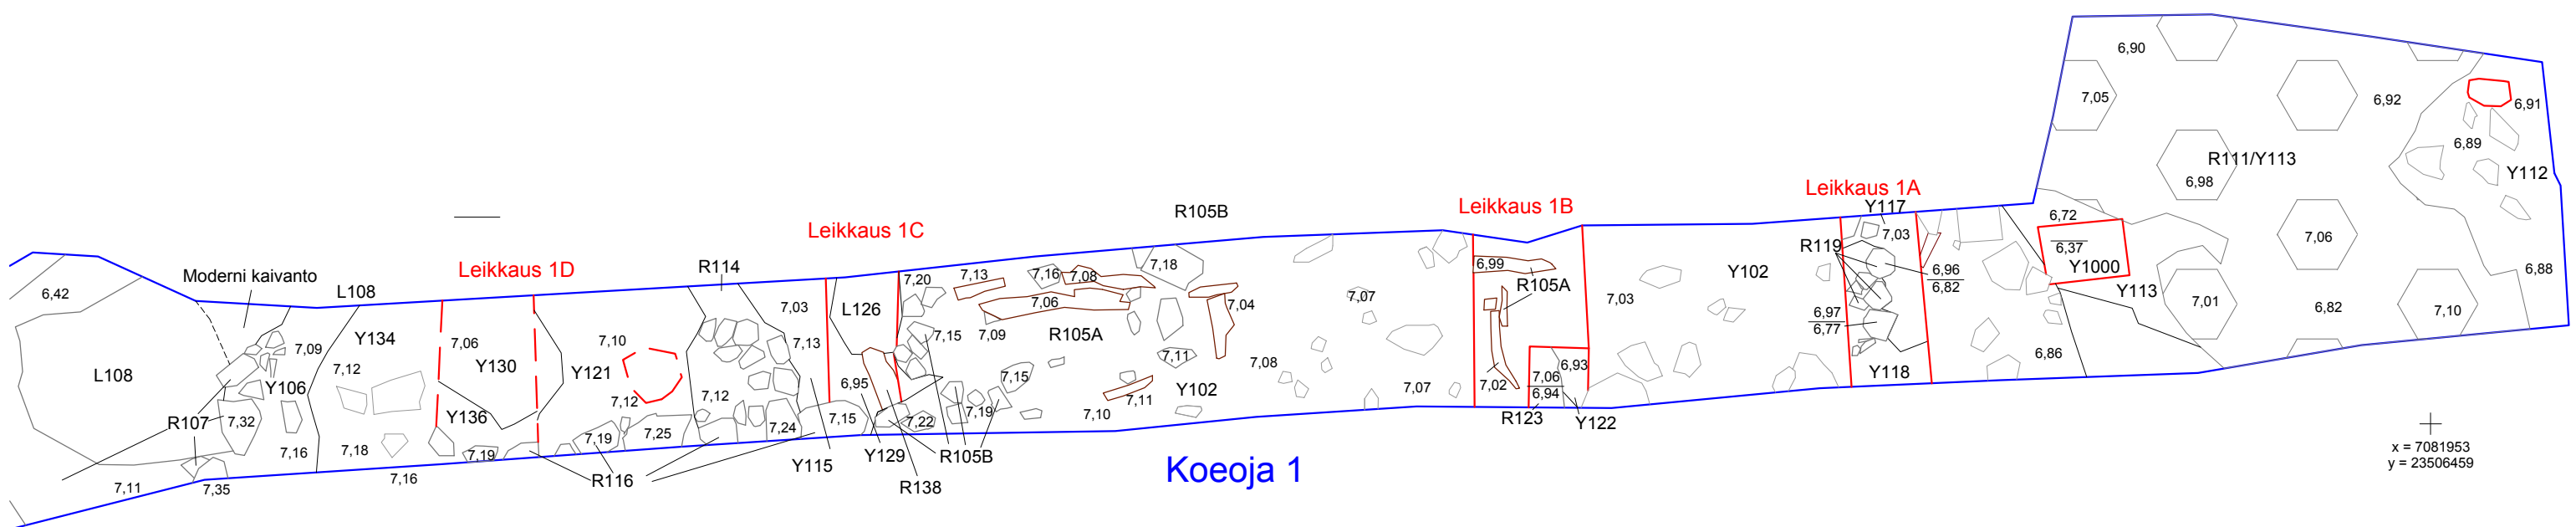 6,90
6,91
7,05
6,92
6,89
R111/Y113
Y112
6,98
Leikkaus 1A
Leikkaus 1B
Y117
R105B
6,72
Leikkaus 1C
7,03
7,06
R119
6,37
Leikkaus 1D
R114
7,18
6,99
Y102
6,96
6,82
Y1000
6,88
Moderni kaivanto
7,20
7,13
7,16
7,08
R105A
Y113
L108
6,42
7,03
L126
7,06
7,04
7,07
7,03
7,01
6,82
7,10
6,97
6,77
7,09
Y134
7,06
7,10
7,13
7,15
7,09
R105A
6,86
7,12
Y130
Y121
7,11
7,08
6,93
Y118
L108
Y106
6,95
7,15
7,02
7,06
6,94
7,07
Y102
7,12
7,12
7,11
7,10
R107
7,32
Y136
7,15
7,22
7,19
R123
Y122
7,24
7,25
7,19
7,16
7,18
7,19
Y115
Y129
R105B
x = 7081953
y = 23506459
7,11
7,35
7,16
R116
R138
Koeoja 1